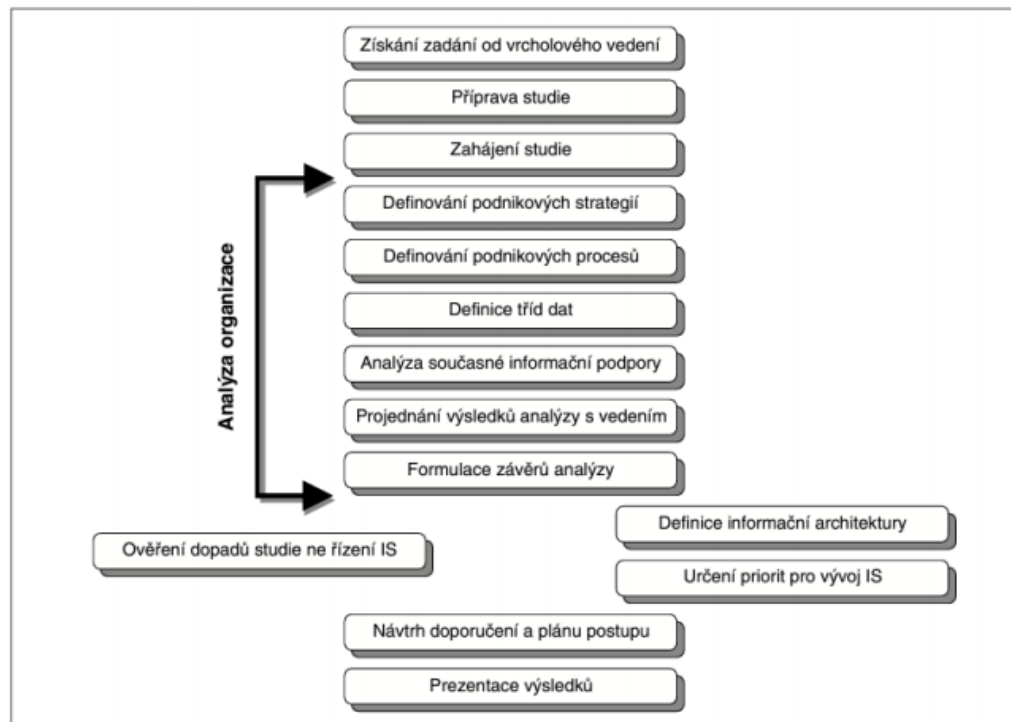 Získání zadání od vrcholového vedení
Příprava studie
Zahájení studie
Definování podnikových strategií
Definování podnikových procesů
Definice tříd dat
Analýza současné informační podpory
Projednání výsledků analýzy s vedením
Formulace závěrů analýzy
Analýza organizace
Definice informační architektury
Ověření dopadů studie ne řízení IS
Určení priorit pro vývoj IS
Návtrh doporučení a plánu postupu
Prezentace výsledků